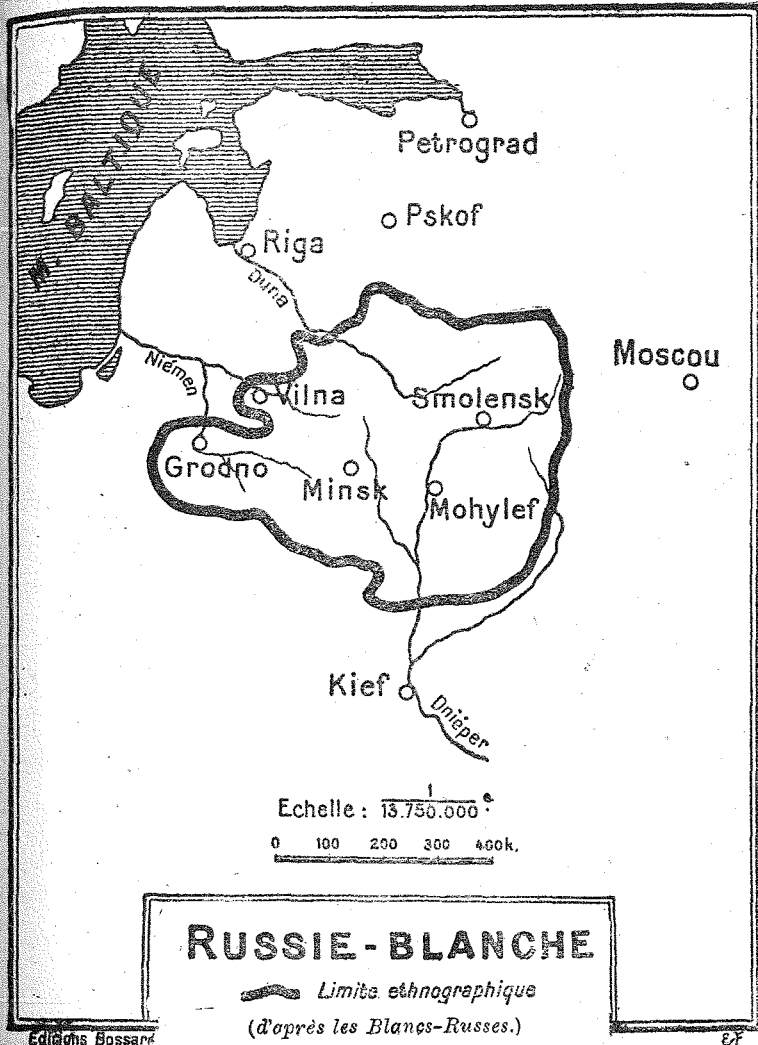 M. BALTIQUE
Petrograd
Pskof
Riga
Duna
Moscou
Niémen
Vilna
Smolensk
Grodno
Minsk
Mohylef
Kief
Dniéper
Echelle : 1/13.750.000e
0 100 200 300 400k.
RUSSIE-BLANCHE
Limite ethnographique
(d'après les Blancs-Russes.)
Editions Bossard